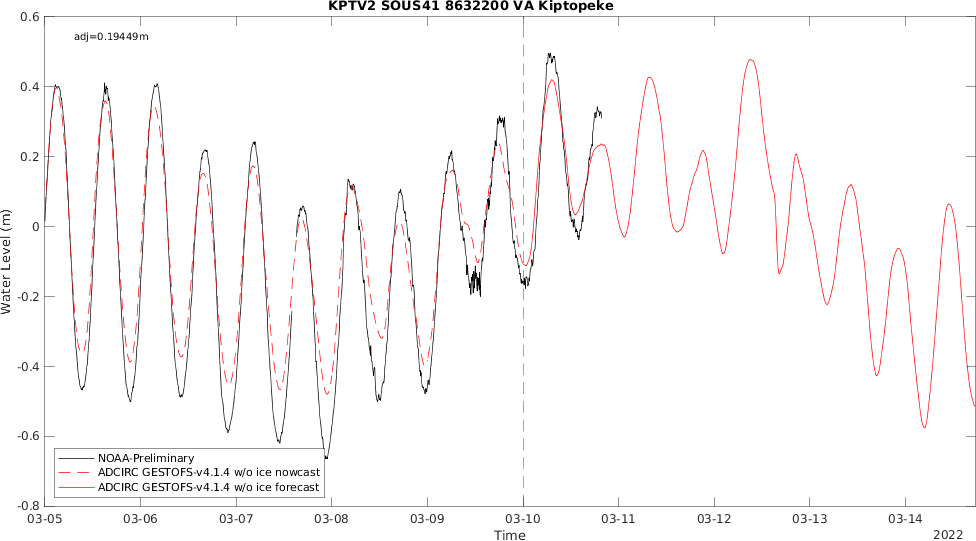 KPTV2 SOUS41 8632200 VA Kiptopeke
adj=0.19449m
0.6
0.4
0.2
0
-0.2
-0.4
-0.6
-0.8
Water Level (m)
NOAA-Preliminary
ADCIRC GESTOFS-v4.1.4 w/o ice nowcast
ADCIRC GESTOFS-v4.1.4 w/o ice forecast
03-05 03-06 03-07 03-08 03-09 03-10 03-11 03-12 03-13 03-14
Time
2022